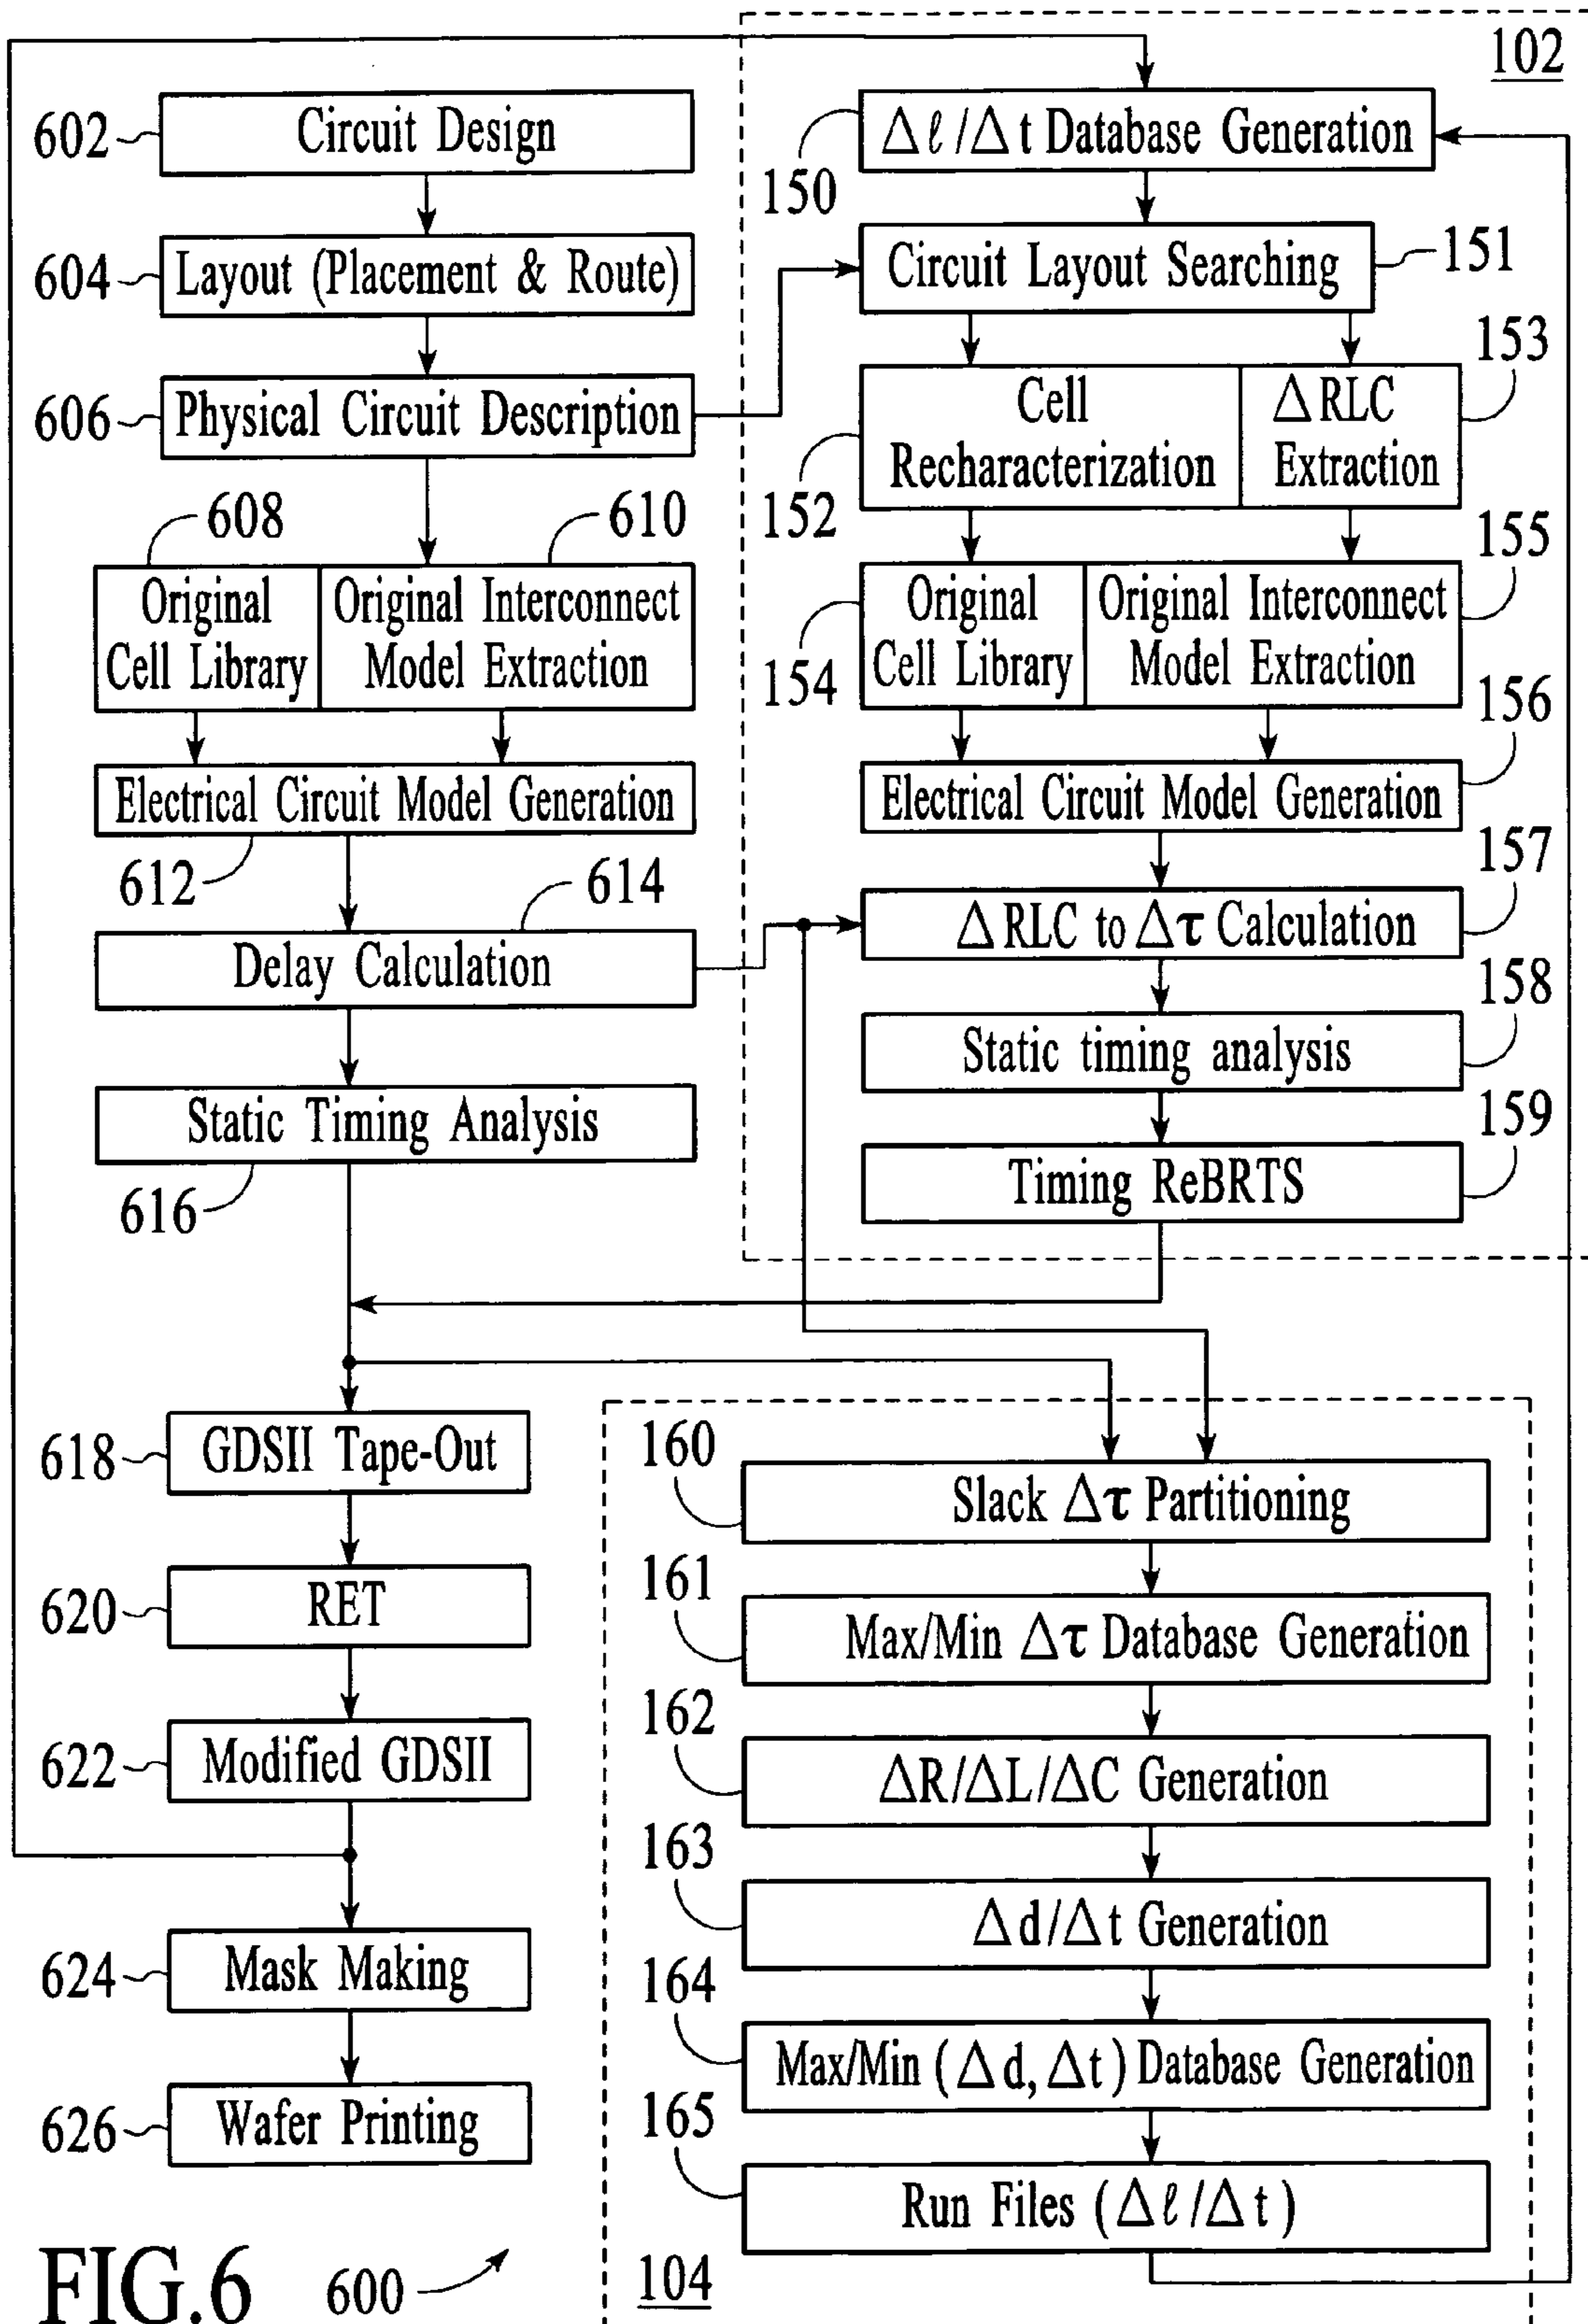 102
602
Circuit Design
604
Layout (Placement & Route)
606
Physical Circuit Description
608
610
Original
Cell Library
Original Interconnect
Model Extraction
Electrical Circuit Model Generation
612
614
Delay Calculation
Static Timing Analysis
616
618
GDSII Tape-Out
620
RET
622
Modified GDSII
624
Mask Making
626
Wafer Printing
Δℓ/Δt Database Generation
150
Circuit Layout Searching
151
153
Cell
Recharacterization
ΔRLC
Extraction
152
155
Original
Cell Library
Original Interconnect
Model Extraction
154
156
Electrical Circuit Model Generation
157
ΔRLC to Δτ Calculation
158
Static timing analysis
159
Timing ReBRTS
160
Slack Δτ Partitioning
161
Max/Min Δτ Database Generation
162
ΔR/ΔL/ΔC Generation
163
Δd/Δt Generation
164
Max/Min (Δd, Δt) Database Generation
165
Run Files (Δℓ/Δt)
104
FIG.6
600